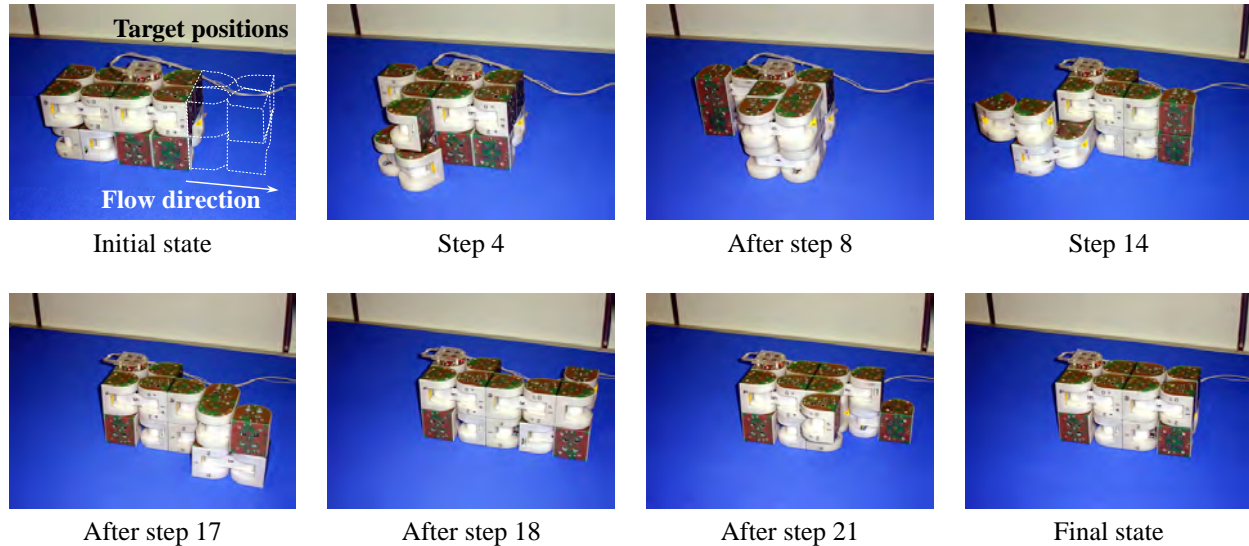 Target positions
Flow direction
Initial state
Step 4
After step 8
Step 14
After step 17
After step 18
After step 21
Final state